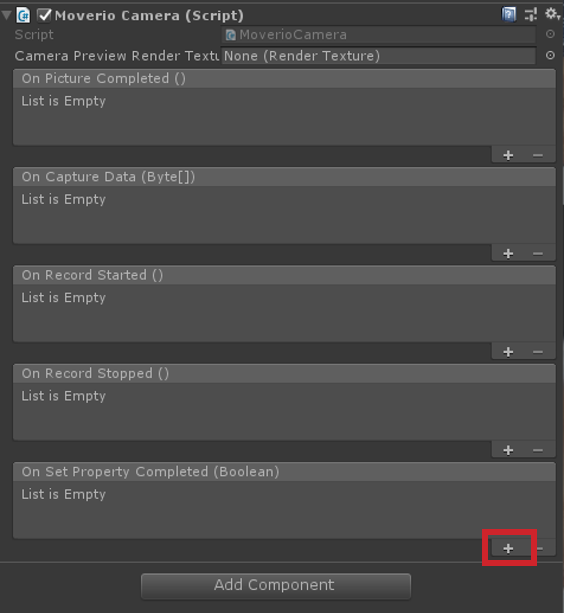 Moverio Camera (Script)
Script MoverioCamera
Camera Preview Render Textu None (Render Texture)
On Picture Completed ()
List is Empty
+ −
On Capture Data (Byte[])
List is Empty
+ −
On Record Started ()
List is Empty
+ −
On Record Stopped ()
List is Empty
+ −
On Set Property Completed (Boolean)
List is Empty
+ −
Add Component